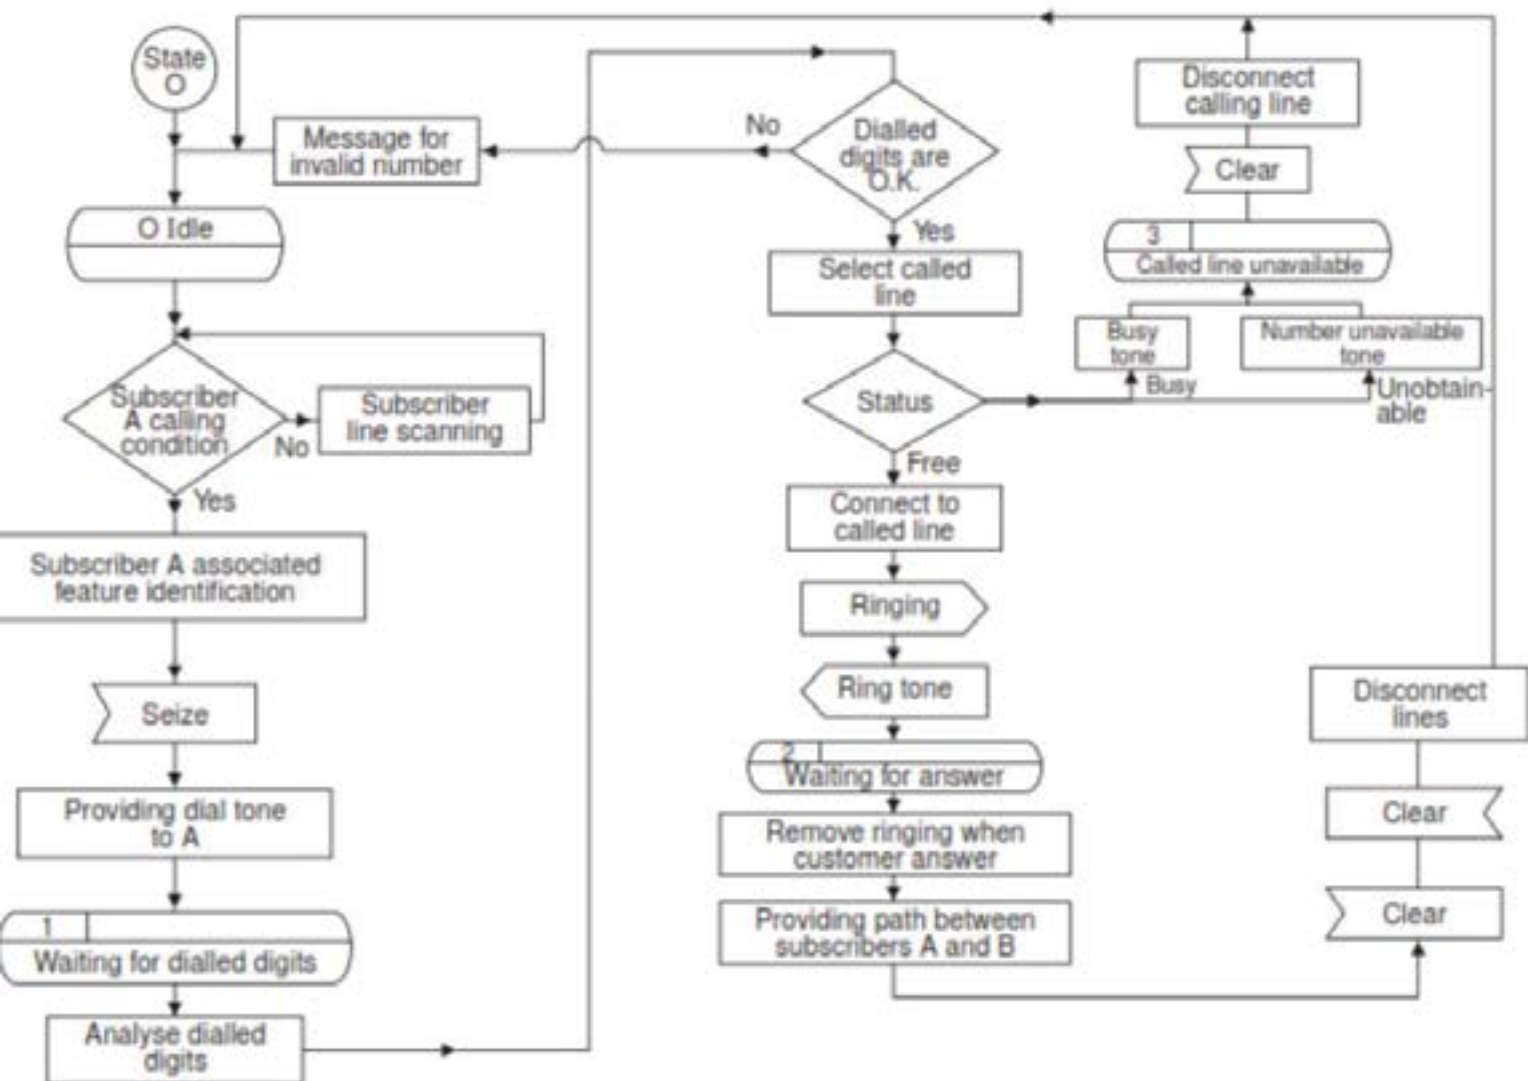 State
O
Message for
invalid number
O Idle
Subscriber
A calling
condition
No
Subscriber
line scanning
Yes
Subscriber A associated
feature identification
Seize
Providing dial tone
to A
1
Waiting for dialled digits
Analyse dialled
digits
No
Dialled
digits are
O.K.
Yes
Select called
line
Status
Free
Connect to
called line
Ringing
Ring tone
2
Waiting for answer
Remove ringing when
customer answer
Providing path between
subscribers A and B
Disconnect
calling line
Clear
3
Called line unavailable
Busy
tone
Number unavailable
tone
Busy
Unobtain-
able
Disconnect
lines
Clear
Clear